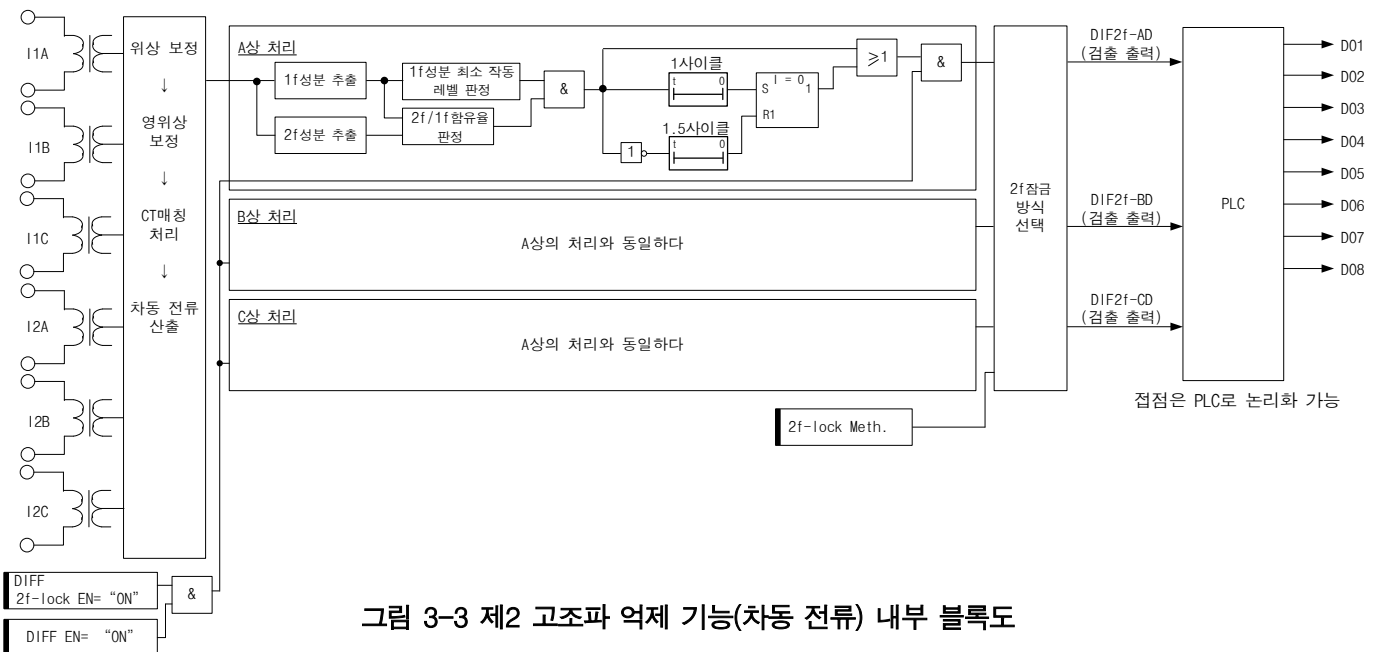 I1A
I1B
I1C
I2A
I2B
I2C
위상 보정
↓
영위상
보정
↓
CT매칭
처리
↓
차동 전류
산출
A상 처리
1f성분 추출
2f성분 추출
1f성분 최소 작동
레벨 판정
2f/1f함유율
판정
&
1사이클
t 0
1.5사이클
t 0
1
I = 0
S 1
R1
≥1
&
B상 처리
A상의 처리와 동일하다
C상 처리
A상의 처리와 동일하다
2f잠금
방식
선택
2f-lock Meth.
DIF2f-AD
(검출 출력)
DIF2f-BD
(검출 출력)
DIF2f-CD
(검출 출력)
PLC
D01
D02
D03
D04
D05
D06
D07
D08
접점은 PLC로 논리화 가능
DIFF
2f-lock EN= “ON”
DIFF EN= “ON”
&
그림 3-3 제2 고조파 억제 기능(차동 전류) 내부 블록도